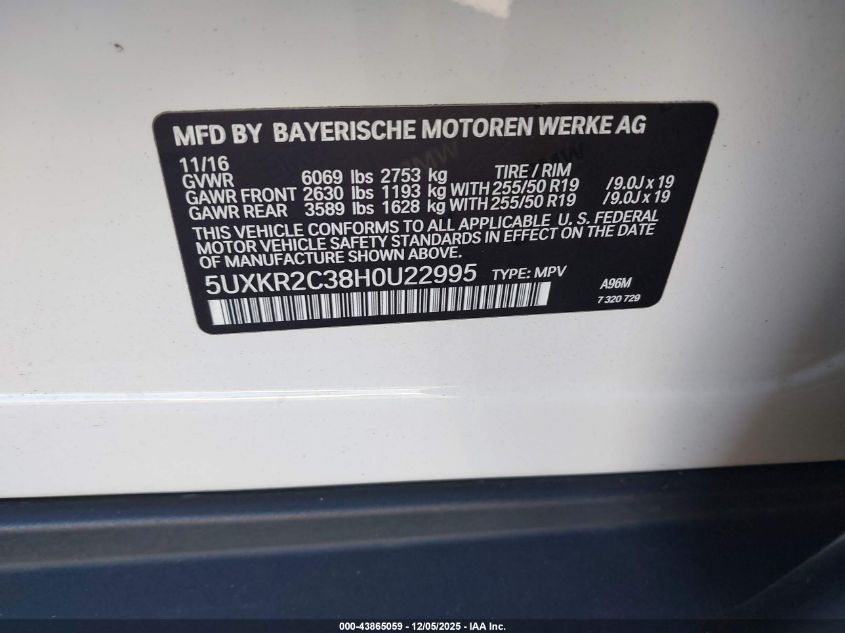 MFD BY BAYERISCHE MOTOREN WERKE AG
11/16 TIRE / RIM
GVWR 6069 lbs 2753 kg
GAWR FRONT 2630 lbs 1193 kg WITH 255/50 R19 /9.0J x 19
GAWR REAR 3589 lbs 1628 kg WITH 255/50 R19 /9.0J x 19
THIS VEHICLE CONFORMS TO ALL APPLICABLE U. S. FEDERAL
MOTOR VEHICLE SAFETY STANDARDS IN EFFECT ON THE
DATE OF MANUFACTURE SHOWN ABOVE.
5UXKR2C38H0U22995 TYPE: MPV A96M
7 320 729
000-43865059 - 12/05/2025 - IAA Inc.